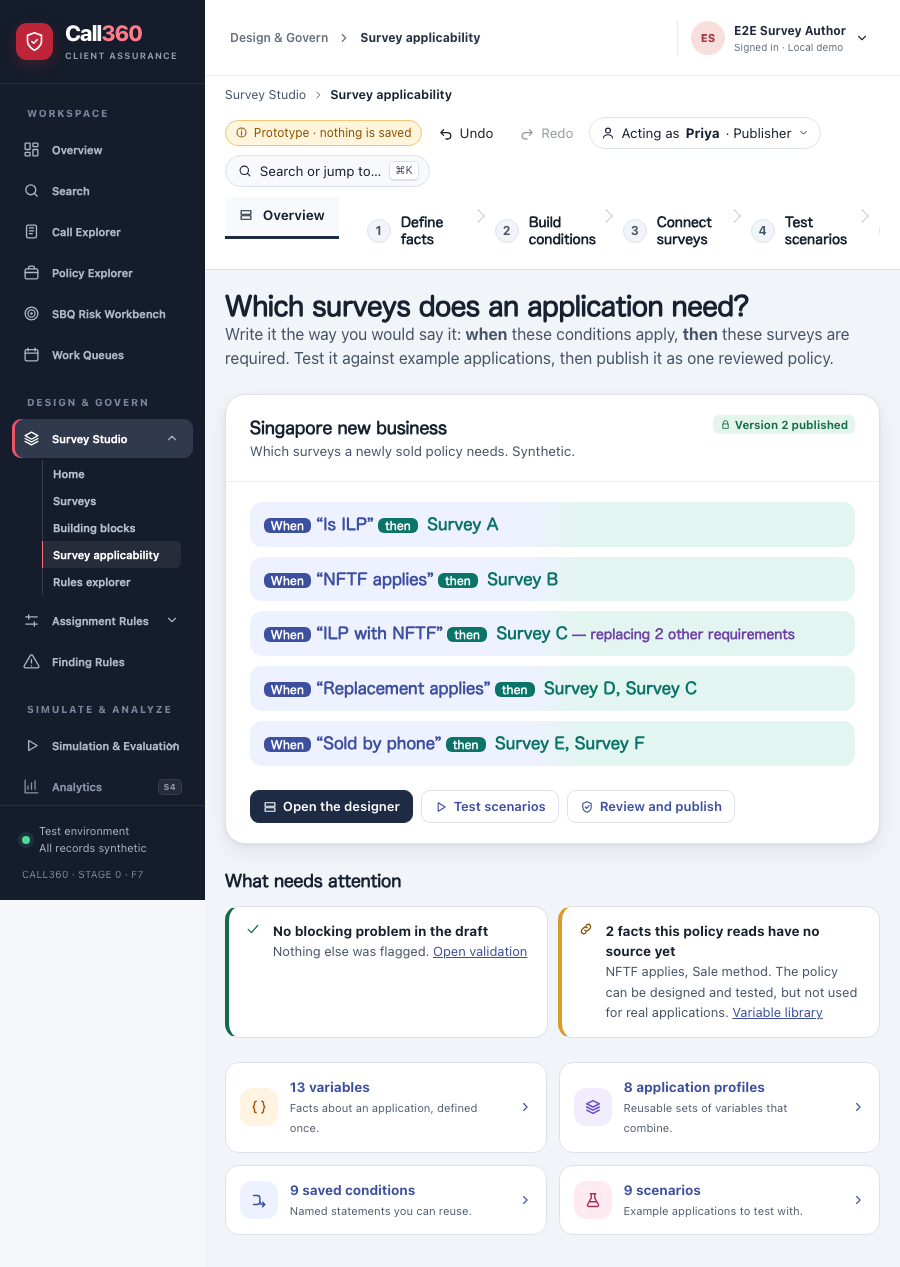 Call360
CLIENT ASSURANCE
WORKSPACE
Overview
Search
Call Explorer
Policy Explorer
SBQ Risk Workbench
Work Queues
DESIGN & GOVERN
Survey Studio
Home
Surveys
Building blocks
Survey applicability
Rules explorer
Assignment Rules
Finding Rules
SIMULATE & ANALYZE
Simulation & Evaluation
Analytics S4
Test environment
All records synthetic
CALL360 · STAGE 0 · F7
Design & Govern Survey applicability
ES E2E Survey Author
Signed in · Local demo
Survey Studio Survey applicability
Prototype · nothing is saved Undo Redo Acting as Priya · Publisher
Search or jump to... ⌘K
Overview
1 Define
facts
2 Build
conditions
3 Connect
surveys
4 Test
scenarios
Which surveys does an application need?
Write it the way you would say it: when these conditions apply, then these surveys are
required. Test it against example applications, then publish it as one reviewed policy.
Singapore new business
Version 2 published
Which surveys a newly sold policy needs. Synthetic.
When “Is ILP” then Survey A
When “NFTF applies” then Survey B
When “ILP with NFTF” then Survey C — replacing 2 other requirements
When “Replacement applies” then Survey D, Survey C
When “Sold by phone” then Survey E, Survey F
Open the designer Test scenarios Review and publish
What needs attention
No blocking problem in the draft
Nothing else was flagged. Open validation
2 facts this policy reads have no
source yet
NFTF applies, Sale method. The policy
can be designed and tested, but not used
for real applications. Variable library
13 variables
Facts about an application, defined
once.
8 application profiles
Reusable sets of variables that
combine.
9 saved conditions
Named statements you can reuse.
9 scenarios
Example applications to test with.